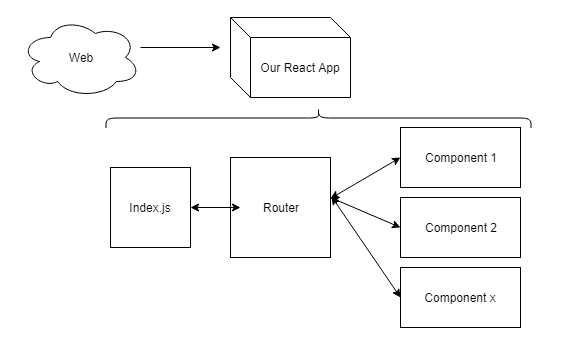 Web
Our React App
Index.js
Router
Component 1
Component 2
Component x